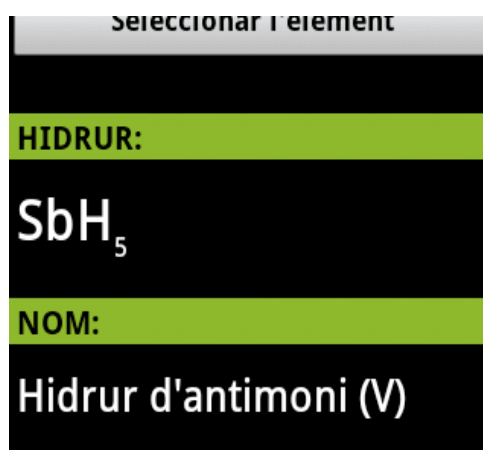 Seleccionar l'element
HIDRUR:
SbH₅
NOM:
Hidrur d'antimoni (V)